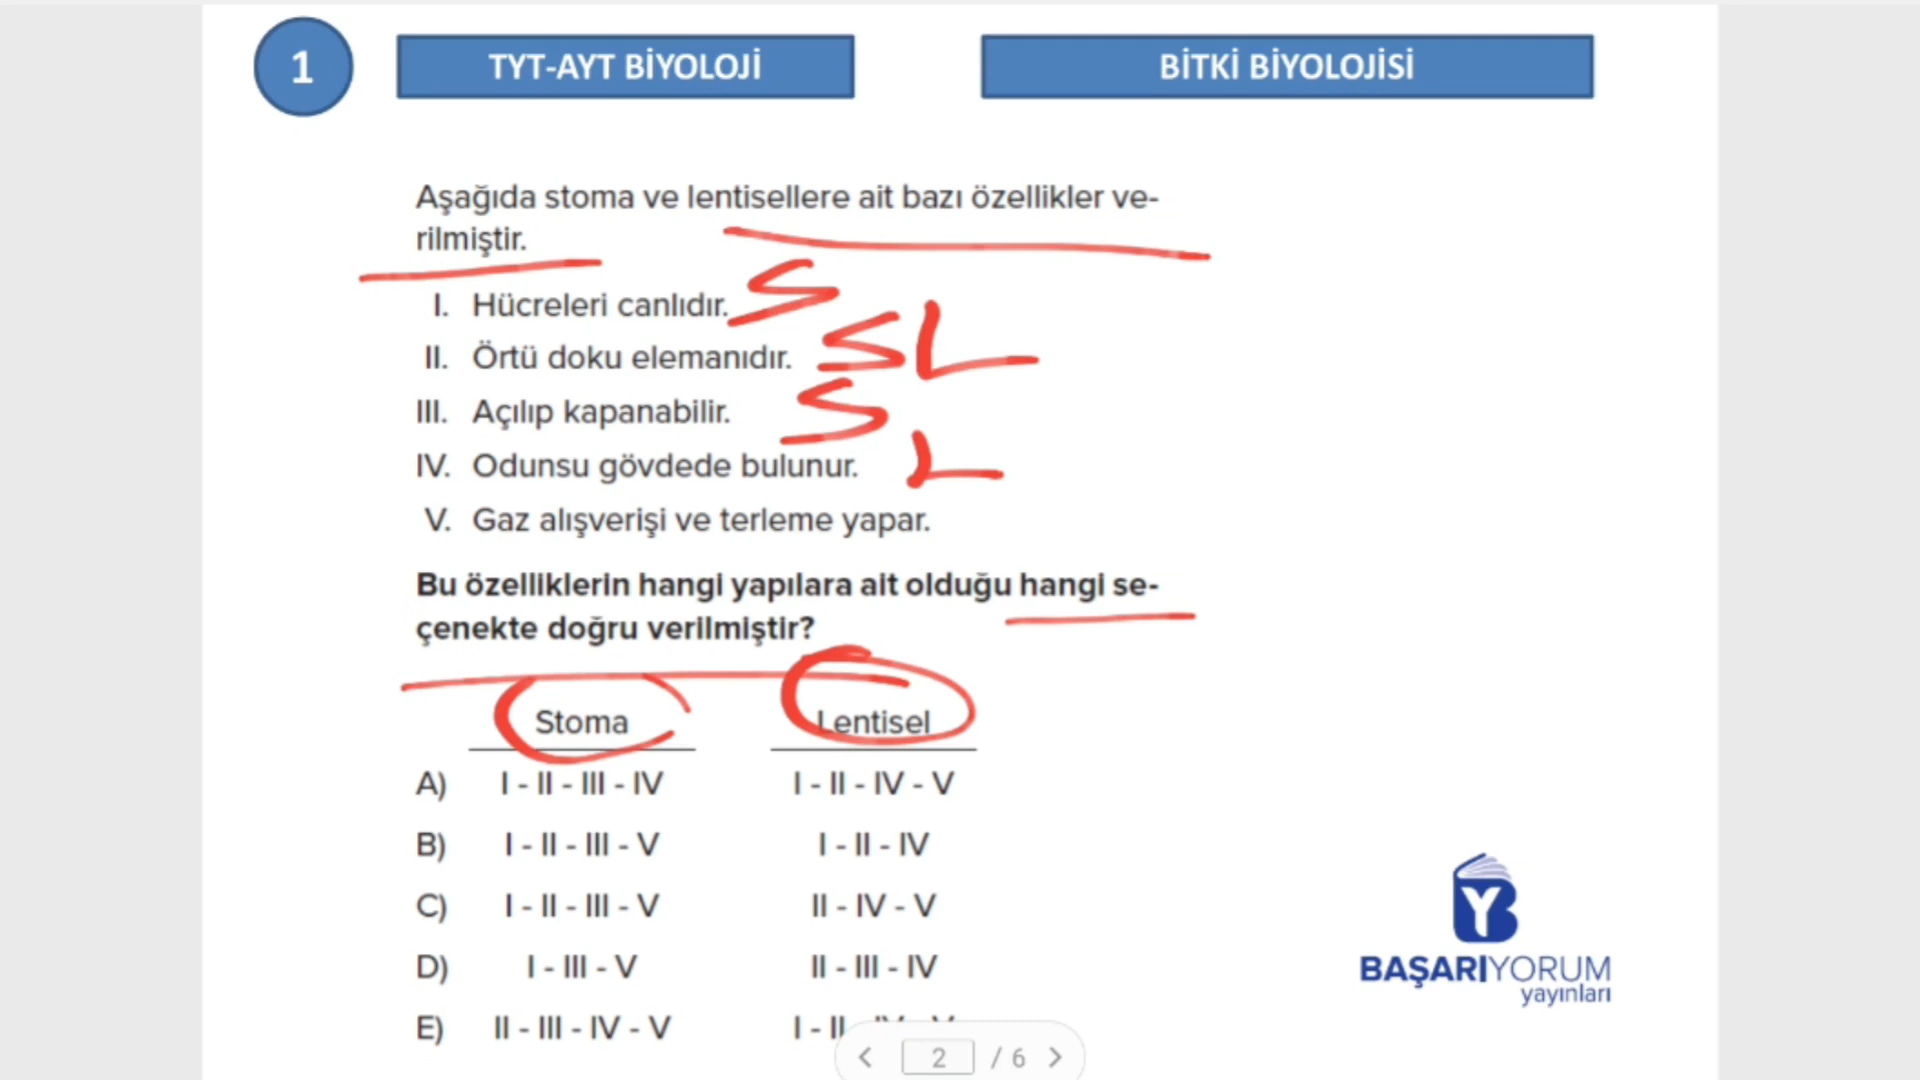 1
TYT-AYT BİYOLOJİ
BİTKİ BİYOLOJİSİ
Aşağıda stoma ve lentisellere ait bazı özellikler ve-
rilmiştir.
I. Hücreleri canlıdır. S
II. Örtü doku elemanıdır. S L
III. Açılıp kapanabilir. S
IV. Odunsu gövdede bulunur. L
V. Gaz alışverişi ve terleme yapar.
Bu özelliklerin hangi yapılara ait olduğu hangi se-
çenekte doğru verilmiştir?
Stoma Lentisel
A) I - II - III - IV I - II - IV - V
B) I - II - III - V I - II - IV
C) I - II - III - V II - IV - V
D) I - III - V II - III - IV
E) II - III - IV - V I - II
BAŞARIYORUM
yayınları
2 / 6